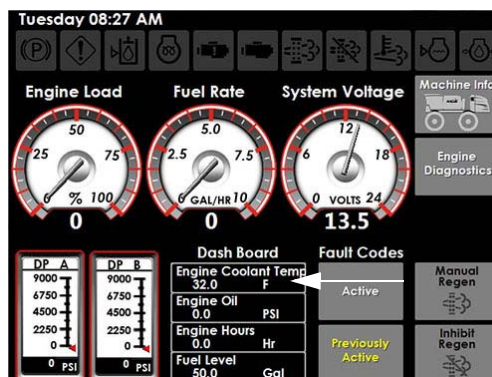 Tuesday 08:27 AM
(P)
Engine Load
Fuel Rate
System Voltage
Machine Info
50
25
75
0
%
100
0
5.0
2.5
7.5
GAL/HR
10
0
12
6
18
0
VOLTS
24
13.5
Engine
Diagnostics
DP A
9000
6750
4500
2250
0
0 PSI
DP B
9000
6750
4500
2250
0
0 PSI
Dash Board
Engine Coolant Temp
32.0 F
Engine Oil
0.0 PSI
Engine Hours
0.0 Hr
Fuel Level
50.0 Gal
Fault Codes
Active
Previously
Active
Manual
Regen
Inhibit
Regen